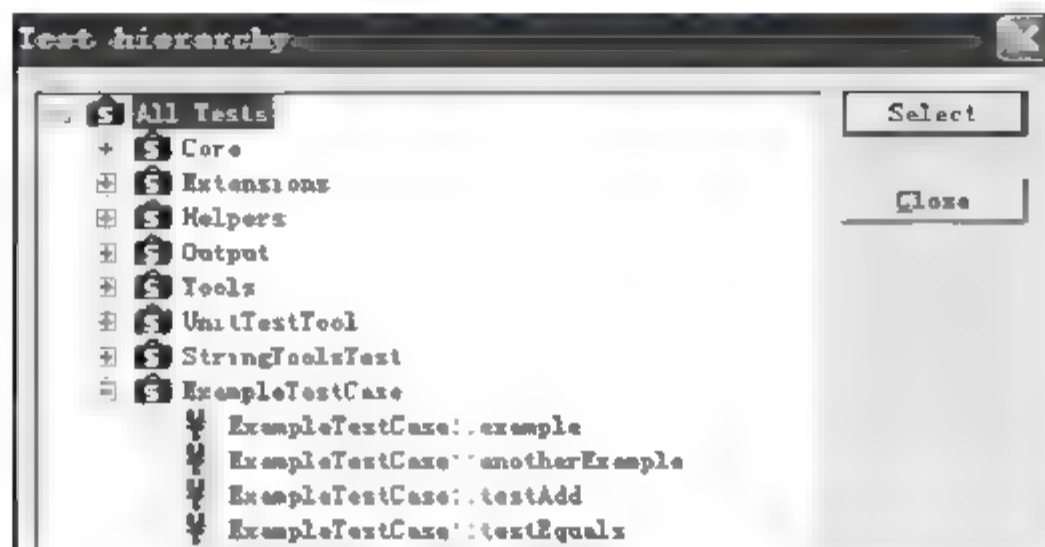 Test hierarchy
All Tests
Select
Core
Extensions
Close
Helpers
Output
Tools
UnitTestTool
StringToolsTest
ExampleTestCase
ExampleTestCase::example
ExampleTestCase::anotherExample
ExampleTestCase::testAdd
ExampleTestCase::testEquals